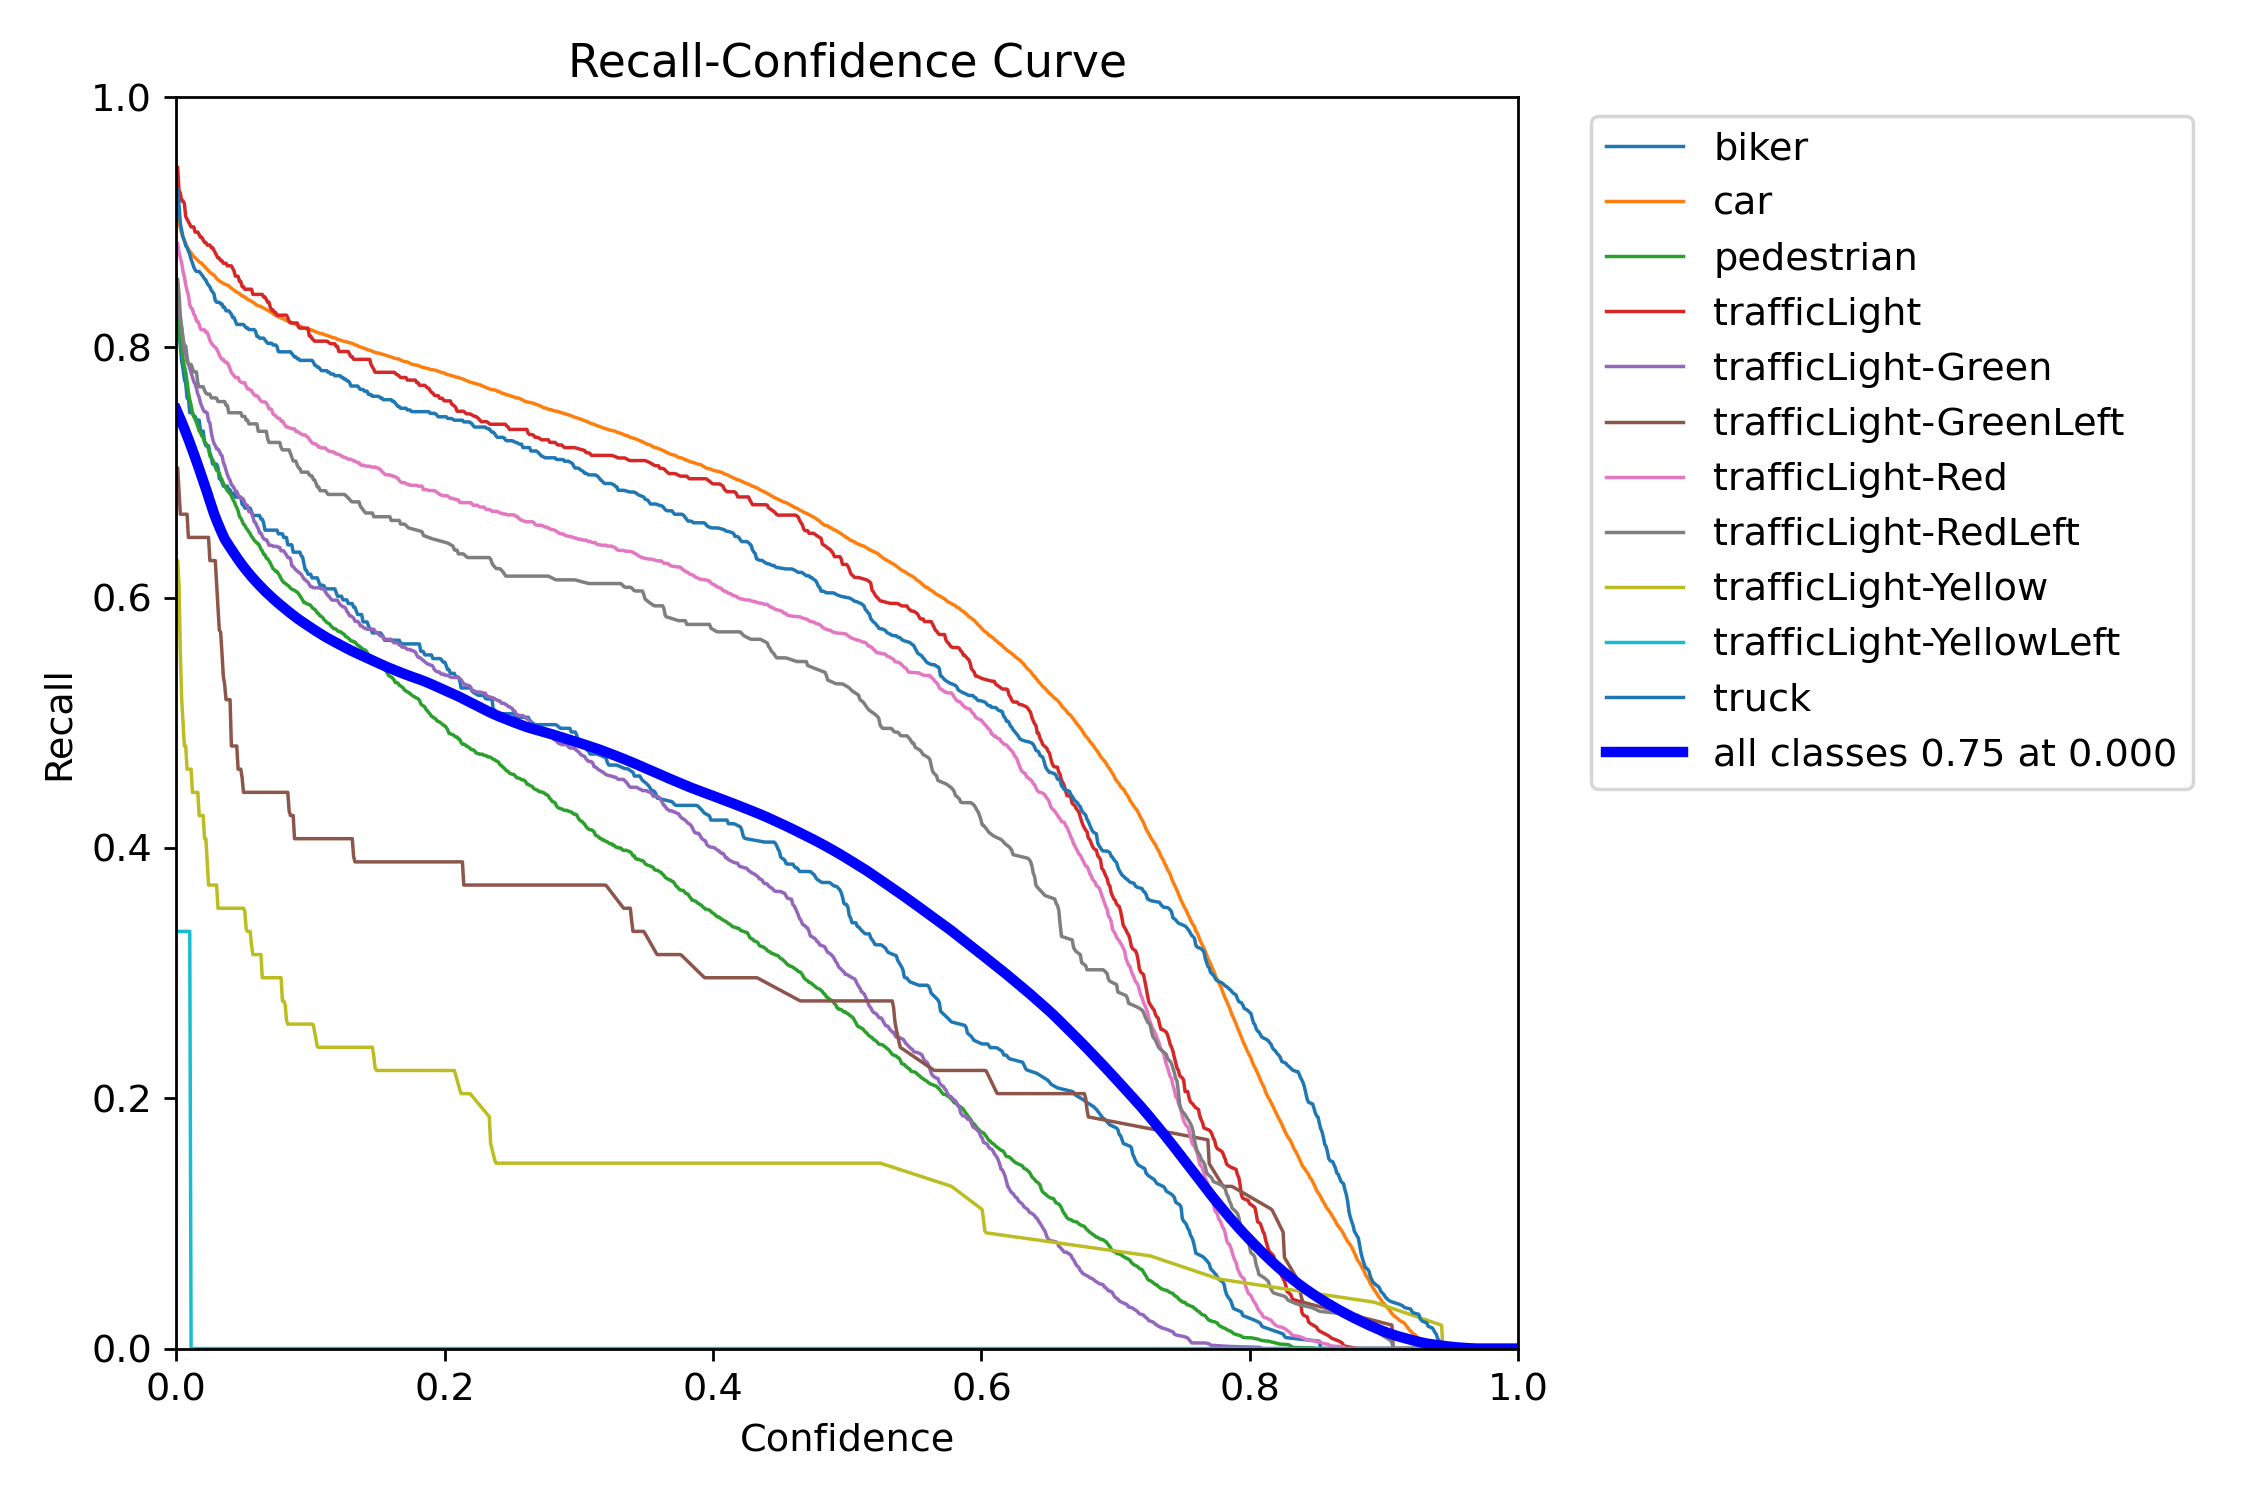 Recall-Confidence Curve
1.0
0.8
0.6
0.4
0.2
0.0
Recall
0.0 0.2 0.4 0.6 0.8 1.0
Confidence
biker
car
pedestrian
trafficLight
trafficLight-Green
trafficLight-GreenLeft
trafficLight-Red
trafficLight-RedLeft
trafficLight-Yellow
trafficLight-YellowLeft
truck
all classes 0.75 at 0.000